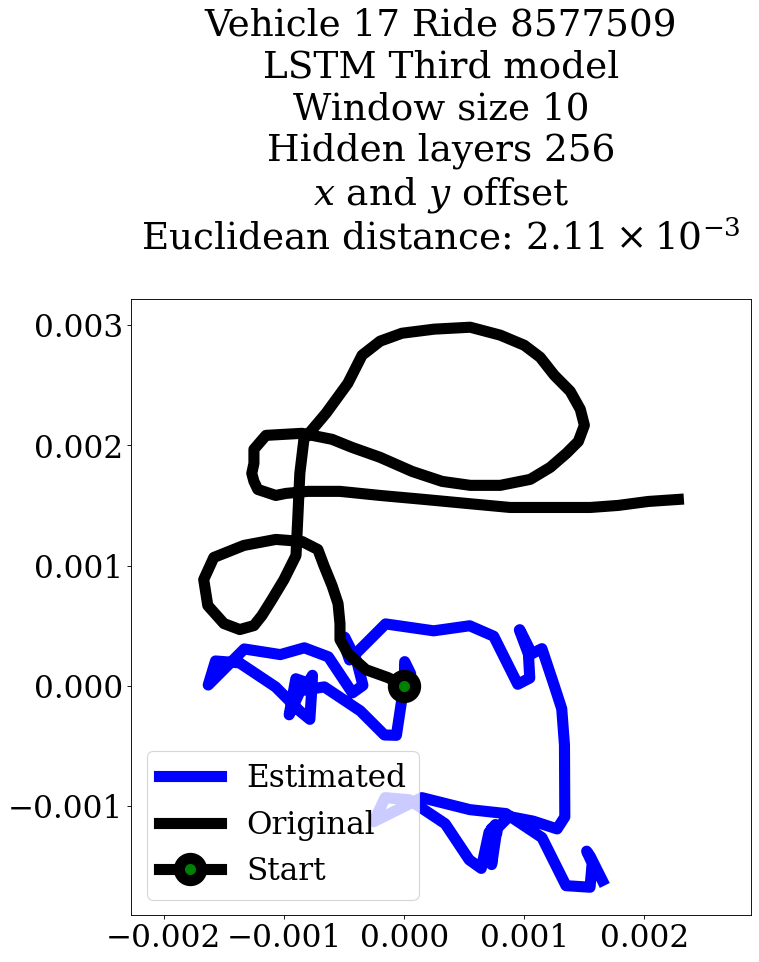 Vehicle 17 Ride 8577509
LSTM Third model
Window size 10
Hidden layers 256
x and y offset
Euclidean distance: 2.11 × 10⁻³
0.003
0.002
0.001
0.000
−0.001
Estimated
Original
Start
−0.002 −0.001 0.000 0.001 0.002